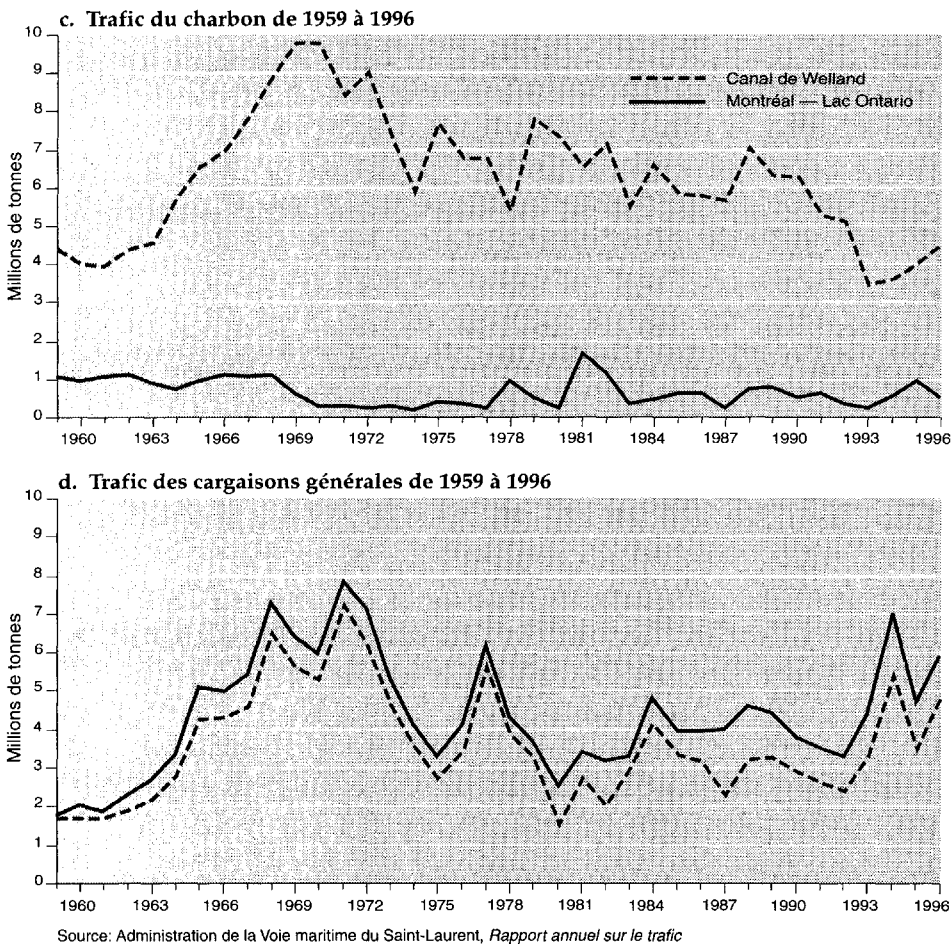 c. Trafic du charbon de 1959 à 1996
10
9
8
7
6
5
4
3
2
1
0
Millions de tonnes
Canal de Welland
Montréal — Lac Ontario
1960 1963 1966 1969 1972 1975 1978 1981 1984 1987 1990 1993 1996
d. Trafic des cargaisons générales de 1959 à 1996
10
9
8
7
6
5
4
3
2
1
0
Millions de tonnes
1960 1963 1966 1969 1972 1975 1978 1981 1984 1987 1990 1993 1996
Source: Administration de la Voie maritime du Saint-Laurent, Rapport annuel sur le trafic